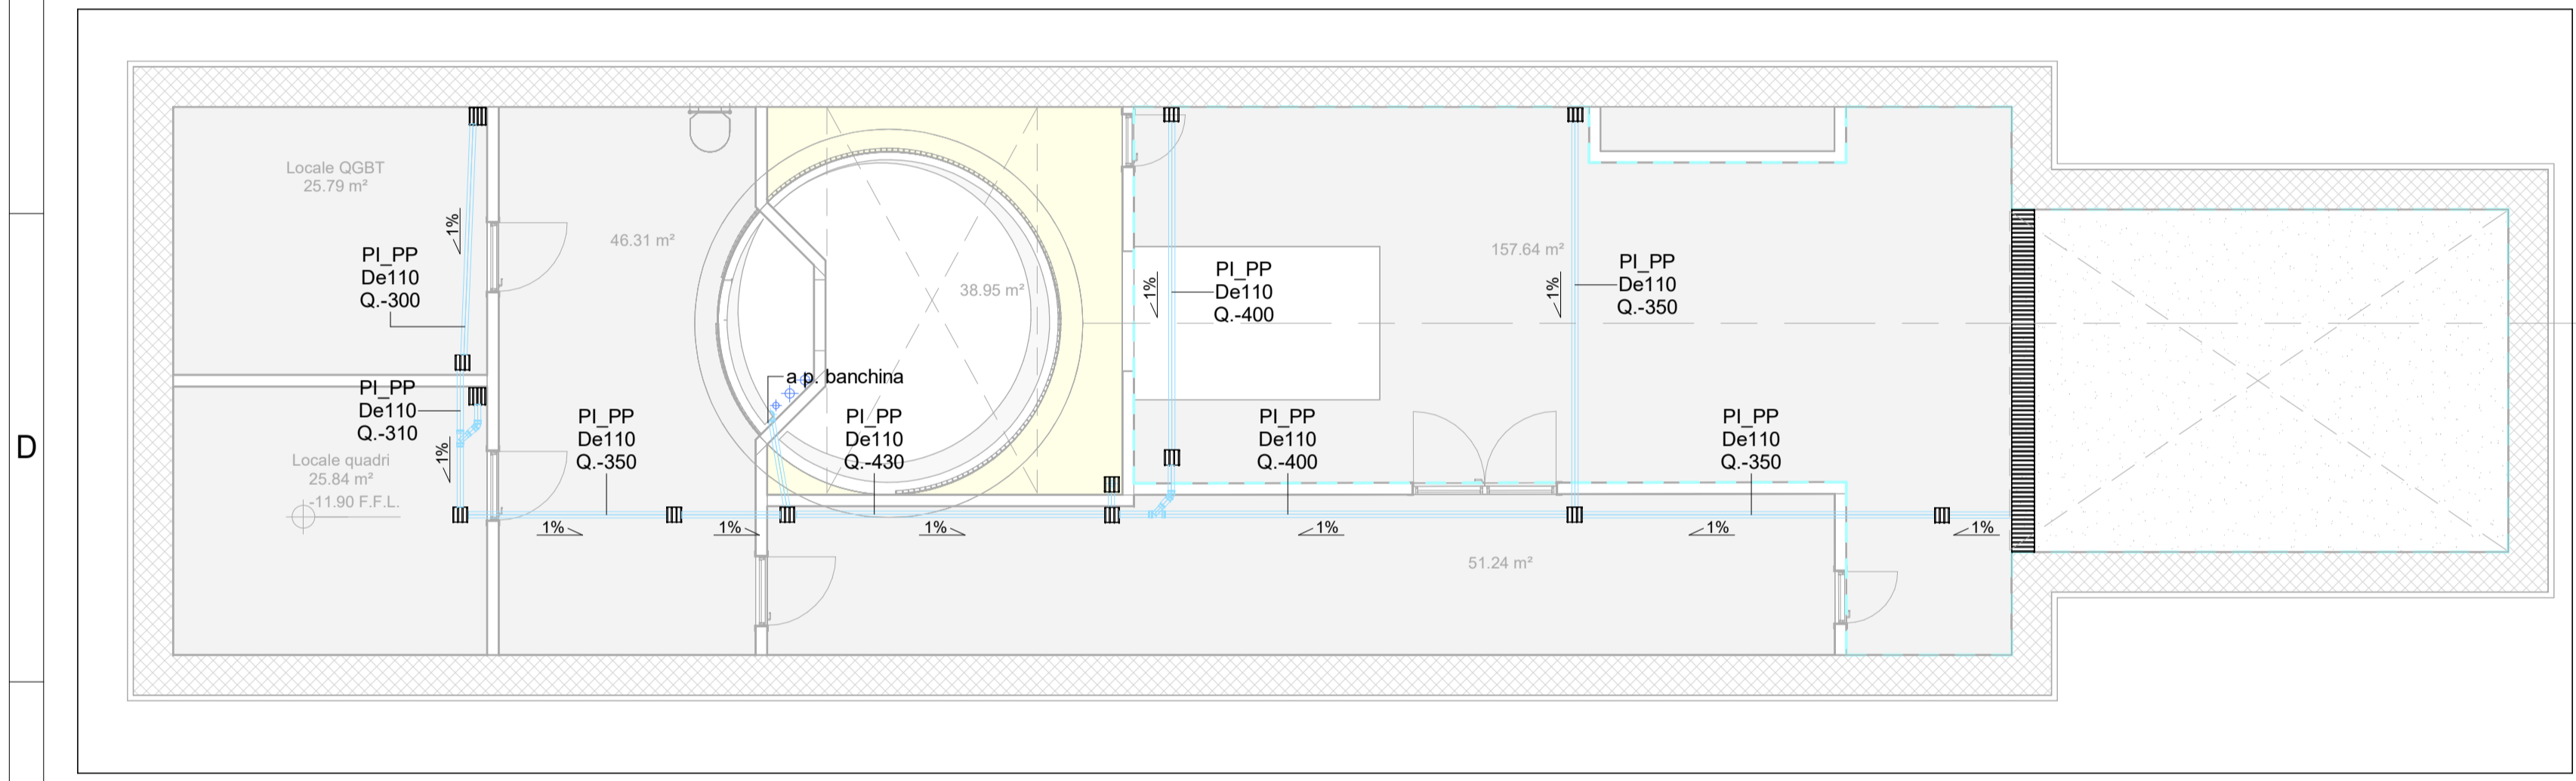 D
Locale QGBT
25.79 m²
1%
PI_PP
De110
Q.-300
PI_PP
De110
Q.-310
1%
Locale quadri
25.84 m²
-11.90 F.F.L.
46.31 m²
PI_PP
De110
Q.-350
1%
1%
38.95 m²
a p. banchina
PI_PP
De110
Q.-430
1%
1%
PI_PP
De110
Q.-400
PI_PP
De110
Q.-400
1%
157.64 m²
1%
PI_PP
De110
Q.-350
PI_PP
De110
Q.-350
1%
1%
51.24 m²